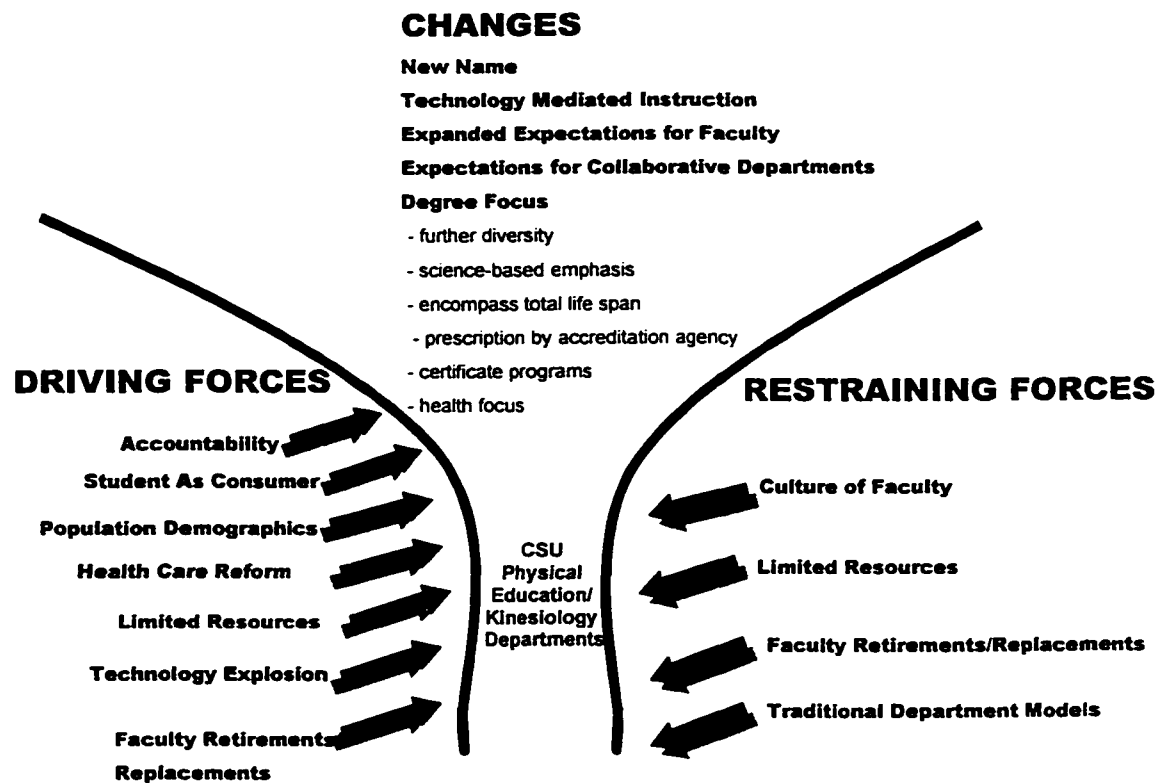 CHANGES
New Name
Technology Mediated Instruction
Expanded Expectations for Faculty
Expectations for Collaborative Departments
Degree Focus
- further diversity
- science-based emphasis
- encompass total life span
- prescription by accreditation agency
- certificate programs
- health focus
DRIVING FORCES
Accountability
Student As Consumer
Population Demographics
Health Care Reform
Limited Resources
Technology Explosion
Faculty Retirements
Replacements
CSU
Physical
Education/
Kinesiology
Departments
RESTRAINING FORCES
Culture of Faculty
Limited Resources
Faculty Retirements/Replacements
Traditional Department Models